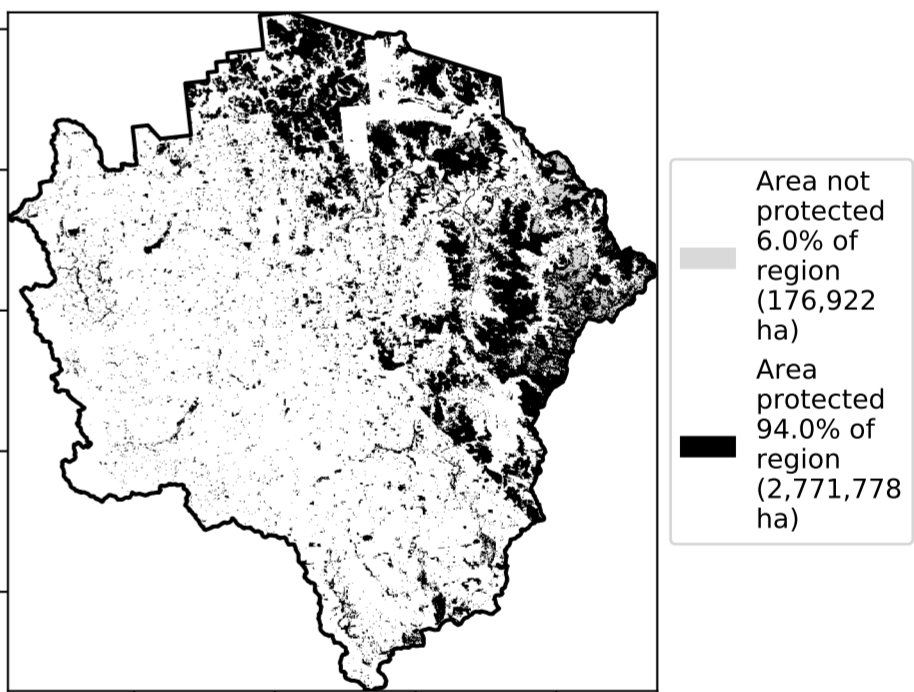 Area not
protected
6.0% of
region
(176,922
ha)
Area
protected
94.0% of
region
(2,771,778
ha)